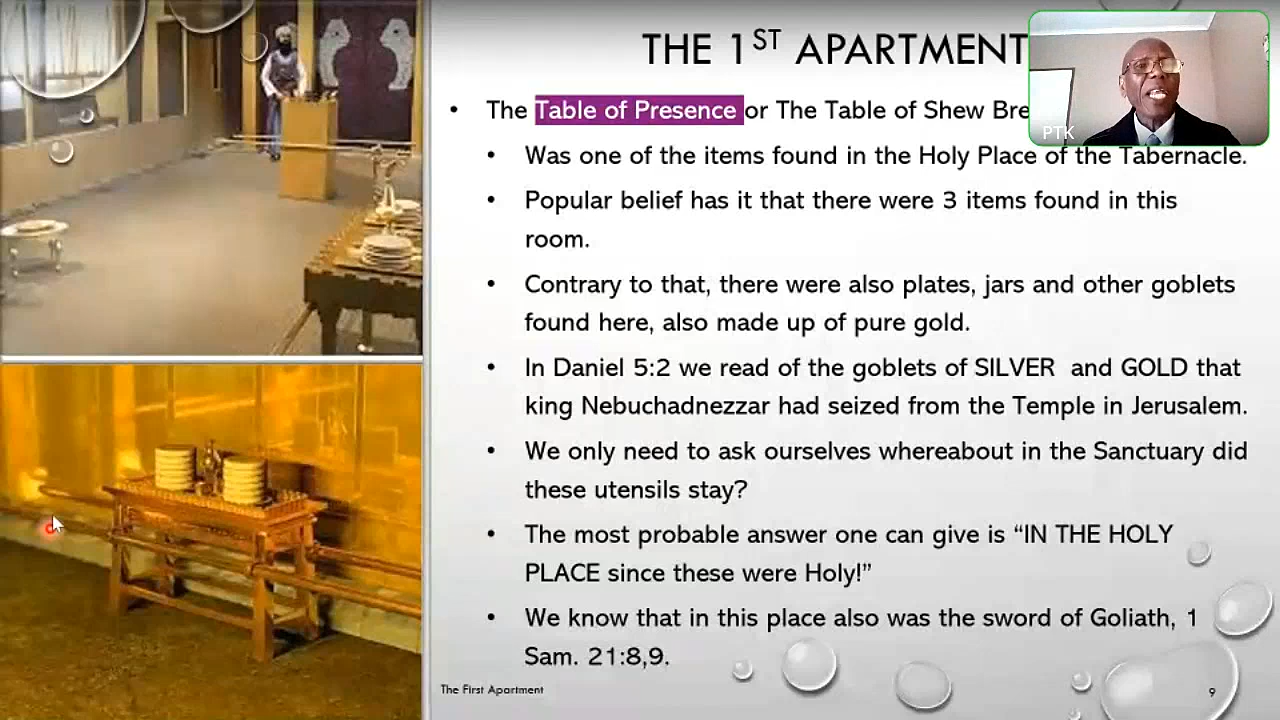 THE 1ST APARTMENT
The Table of Presence or The Table of Shew Bre
PTK
• Was one of the items found in the Holy Place of the Tabernacle.
• Popular belief has it that there were 3 items found in this
room.
• Contrary to that, there were also plates, jars and other goblets
found here, also made up of pure gold.
• In Daniel 5:2 we read of the goblets of SILVER and GOLD that
king Nebuchadnezzar had seized from the Temple in Jerusalem.
• We only need to ask ourselves whereabout in the Sanctuary did
these utensils stay?
• The most probable answer one can give is “IN THE HOLY
PLACE since these were Holy!”
• We know that in this place also was the sword of Goliath, 1
Sam. 21:8,9.
The First Apartment
9